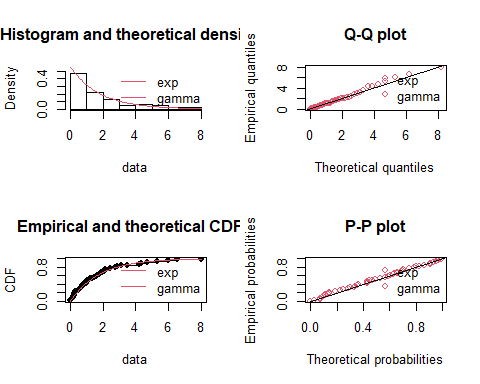 Histogram and theoretical densi
Density
0.0
0.4
exp
gamma
0
2
4
6
8
data
Q-Q plot
Empirical quantiles
0
4
8
exp
gamma
0
2
4
6
8
Theoretical quantiles
Empirical and theoretical CDF
CDF
0.0
0.8
exp
gamma
0
2
4
6
8
data
P-P plot
Empirical probabilities
0.0
0.8
exp
gamma
0.0
0.4
0.8
Theoretical probabilities